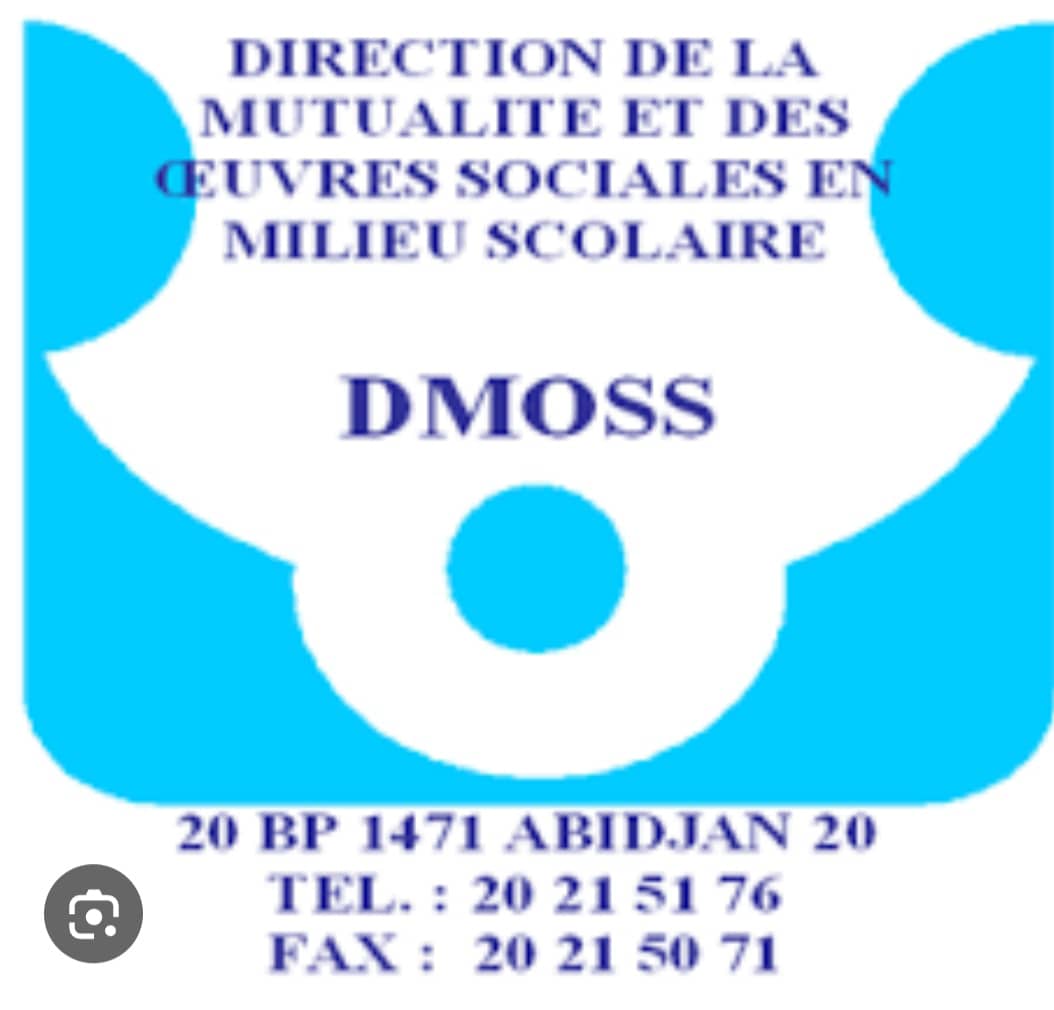 DIRECTION DE LA
MUTUALITE ET DES
ŒUVRES SOCIALES EN
MILIEU SCOLAIRE
DMOSS
20 BP 1471 ABIDJAN 20
TEL. : 20 21 51 76
FAX : 20 21 50 71